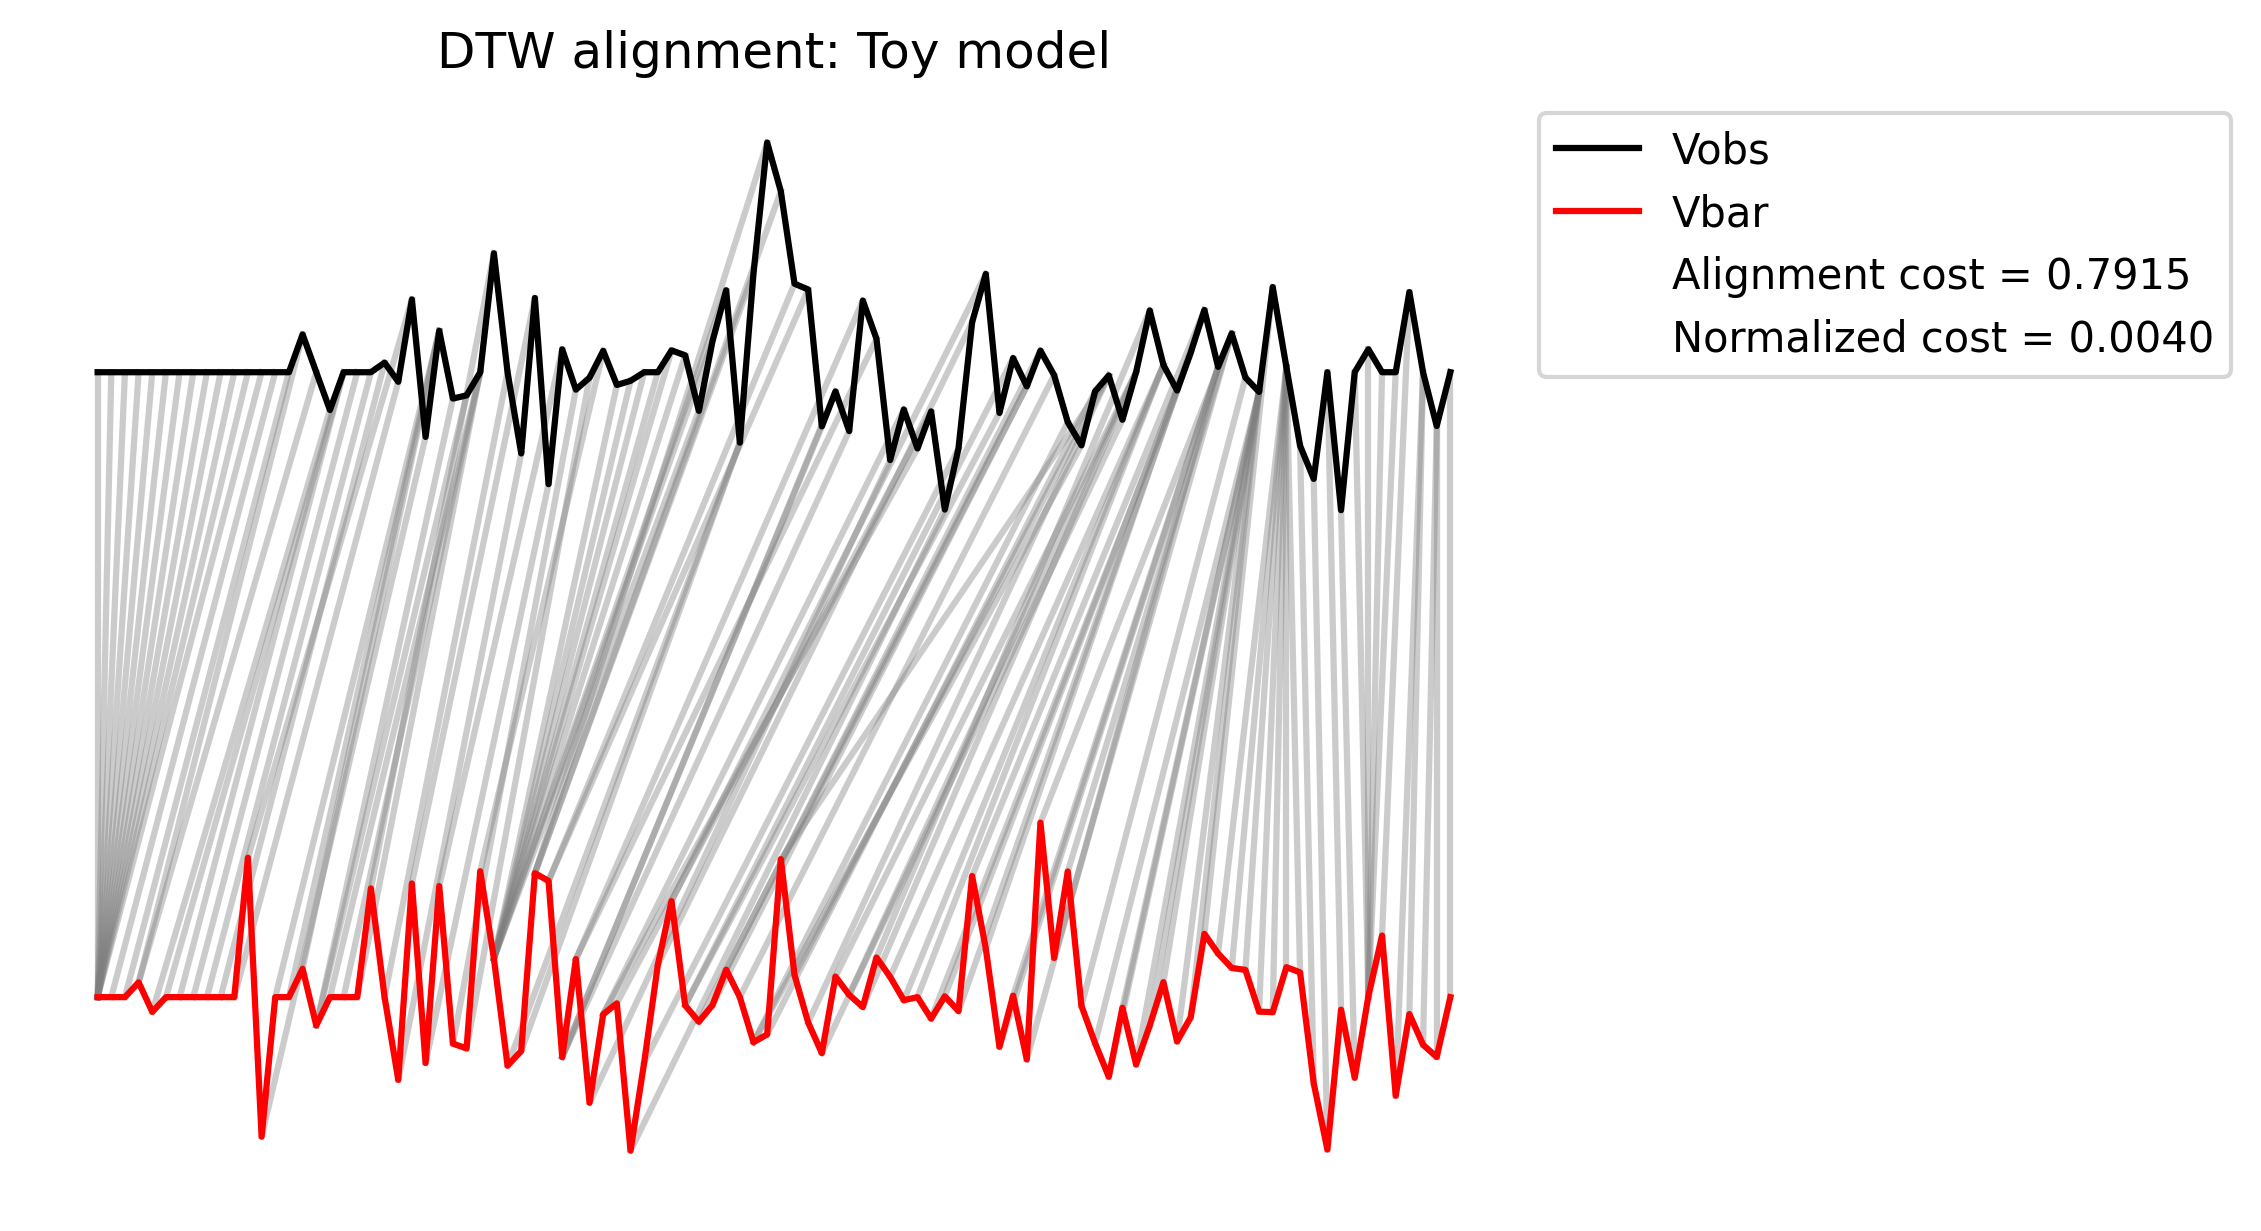 DTW alignment: Toy model
Vobs
Vbar
Alignment cost = 0.7915
Normalized cost = 0.0040